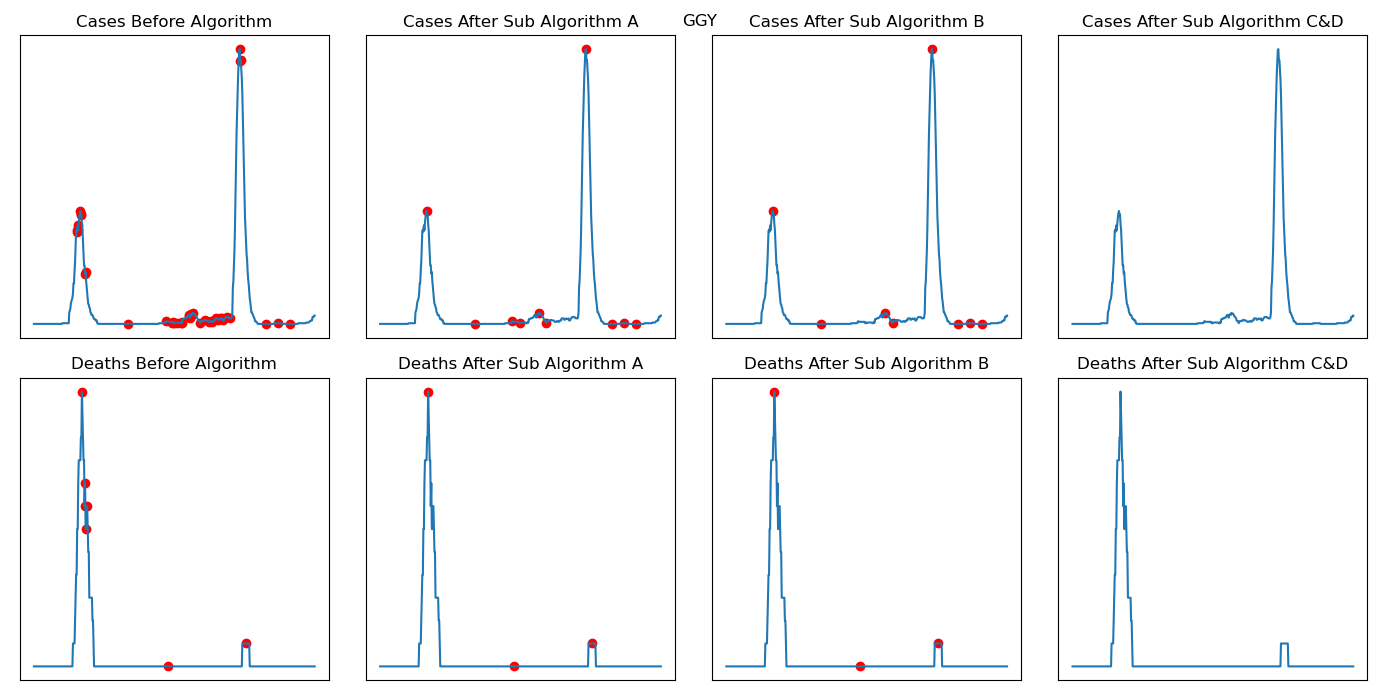 GGY
Cases Before Algorithm
Cases After Sub Algorithm A
Cases After Sub Algorithm B
Cases After Sub Algorithm C&D
Deaths Before Algorithm
Deaths After Sub Algorithm A
Deaths After Sub Algorithm B
Deaths After Sub Algorithm C&D